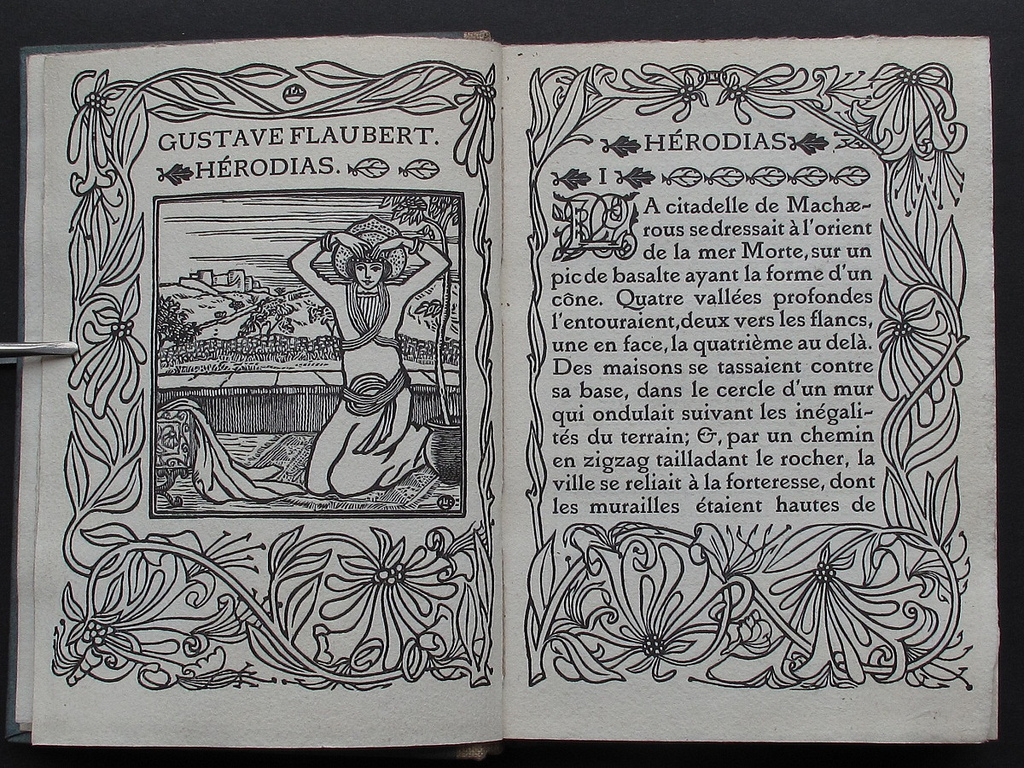 GUSTAVE FLAUBERT.
HÉRODIAS.
HÉRODIAS
I
LA citadelle de Machæ-
rous se dressait à l'orient
de la mer Morte, sur un
pic de basalte ayant la forme d'un
cône. Quatre vallées profondes
l'entouraient, deux vers les flancs,
une en face, la quatrième au delà.
Des maisons se tassaient contre
sa base, dans le cercle d'un mur
qui ondulait suivant les inégali-
tés du terrain; &, par un chemin
en zigzag tailladant le rocher, la
ville se reliait à la forteresse, dont
les murailles étaient hautes de